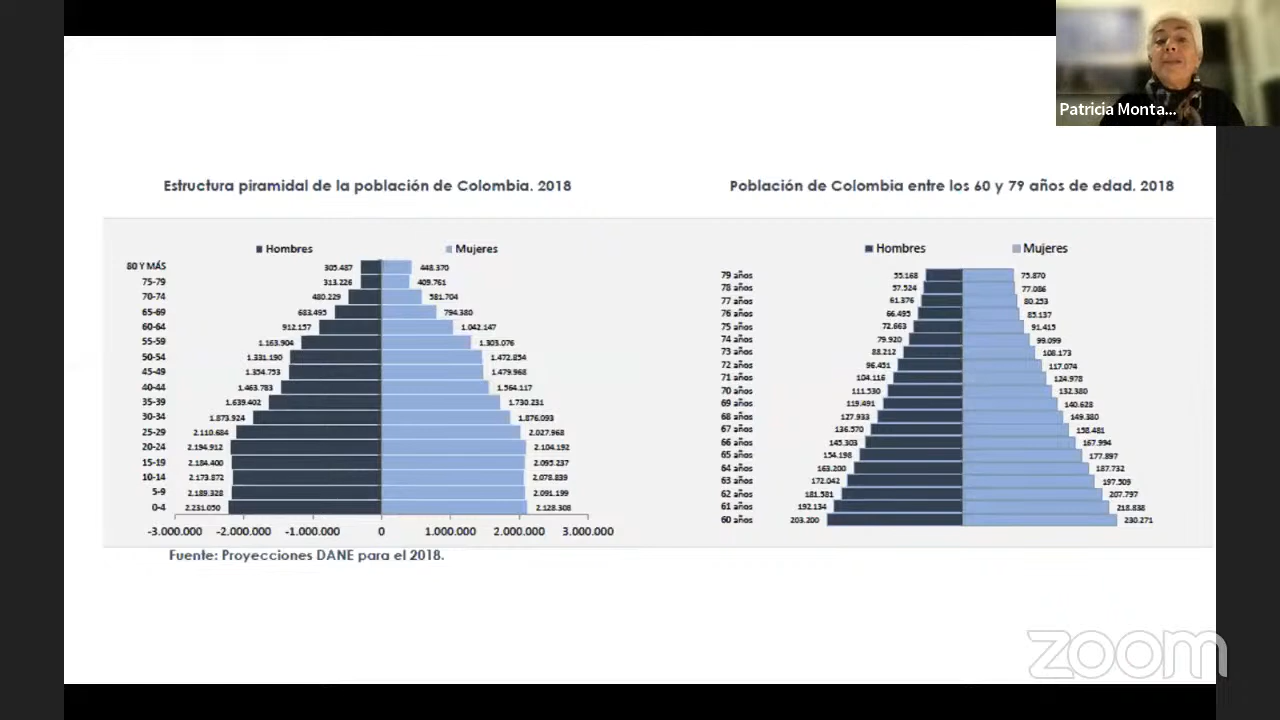 Patricia Monta...
Estructura piramidal de la población de Colombia. 2018
Hombres Mujeres
80 Y MÁS 305.487 448.370
75-79 313.226 409.761
70-74 480.229 581.704
65-69 683.495 794.380
60-64 912.157 1.042.147
55-59 1.163.904 1.303.076
50-54 1.331.190 1.472.854
45-49 1.354.753 1.479.968
40-44 1.463.783 1.564.117
35-39 1.639.402 1.730.231
30-34 1.873.924 1.876.093
25-29 2.110.684 2.027.968
20-24 2.194.912 2.104.192
15-19 2.184.400 2.095.237
10-14 2.173.872 2.078.839
5-9 2.189.328 2.091.199
0-4 2.231.050 2.128.308
-3.000.000 -2.000.000 -1.000.000 0 1.000.000 2.000.000 3.000.000
Fuente: Proyecciones DANE para el 2018.
Población de Colombia entre los 60 y 79 años de edad. 2018
Hombres Mujeres
79 años 55.168 75.870
78 años 57.524 77.086
77 años 61.376 80.253
76 años 66.495 85.137
75 años 72.663 91.415
74 años 79.920 99.099
73 años 88.212 108.173
72 años 96.451 117.074
71 años 104.116 124.978
70 años 111.530 132.380
69 años 119.491 140.628
68 años 127.933 149.380
67 años 136.570 158.481
66 años 145.303 167.994
65 años 154.198 177.897
64 años 163.200 187.732
63 años 172.042 197.509
62 años 181.581 207.797
61 años 192.134 218.838
60 años 203.200 230.271
zoom